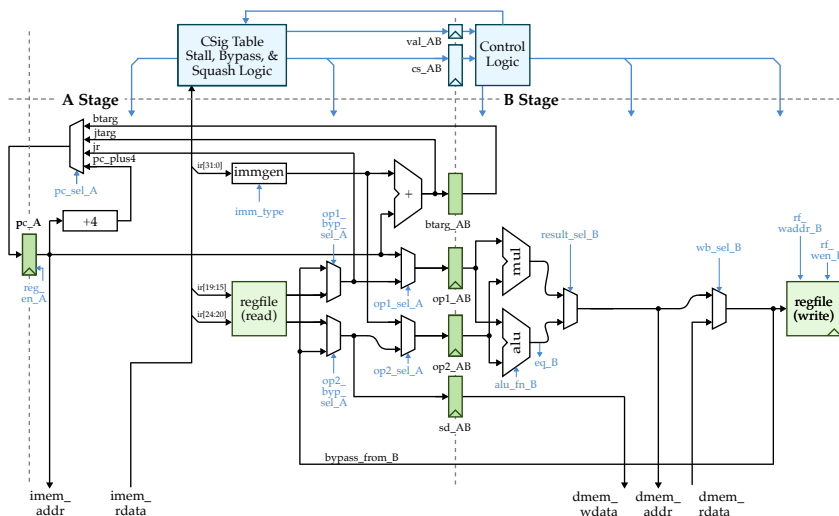 CSig Table
Stall, Bypass, &
Squash Logic
val_AB
cs_AB
Control
Logic
A Stage
B Stage
btarg
jtarg
jr
pc_plus4
pc_sel_A
ir[31:0]
immgen
imm_type
+
btarg_AB
pc_A
+4
reg_
en_A
op1_
byp_
sel_A
ir[19:15]
ir[24:20]
regfile
(read)
op1_sel_A
op1_AB
mul
result_sel_B
wb_sel_B
rf_
waddr_B
rf_
wen_B
regfile
(write)
op2_
byp_
sel_A
op2_sel_A
op2_AB
alu
eq_B
alu_fn_B
sd_AB
bypass_from_B
imem_
addr
imem_
rdata
dmem_
wdata
dmem_
addr
dmem_
rdata